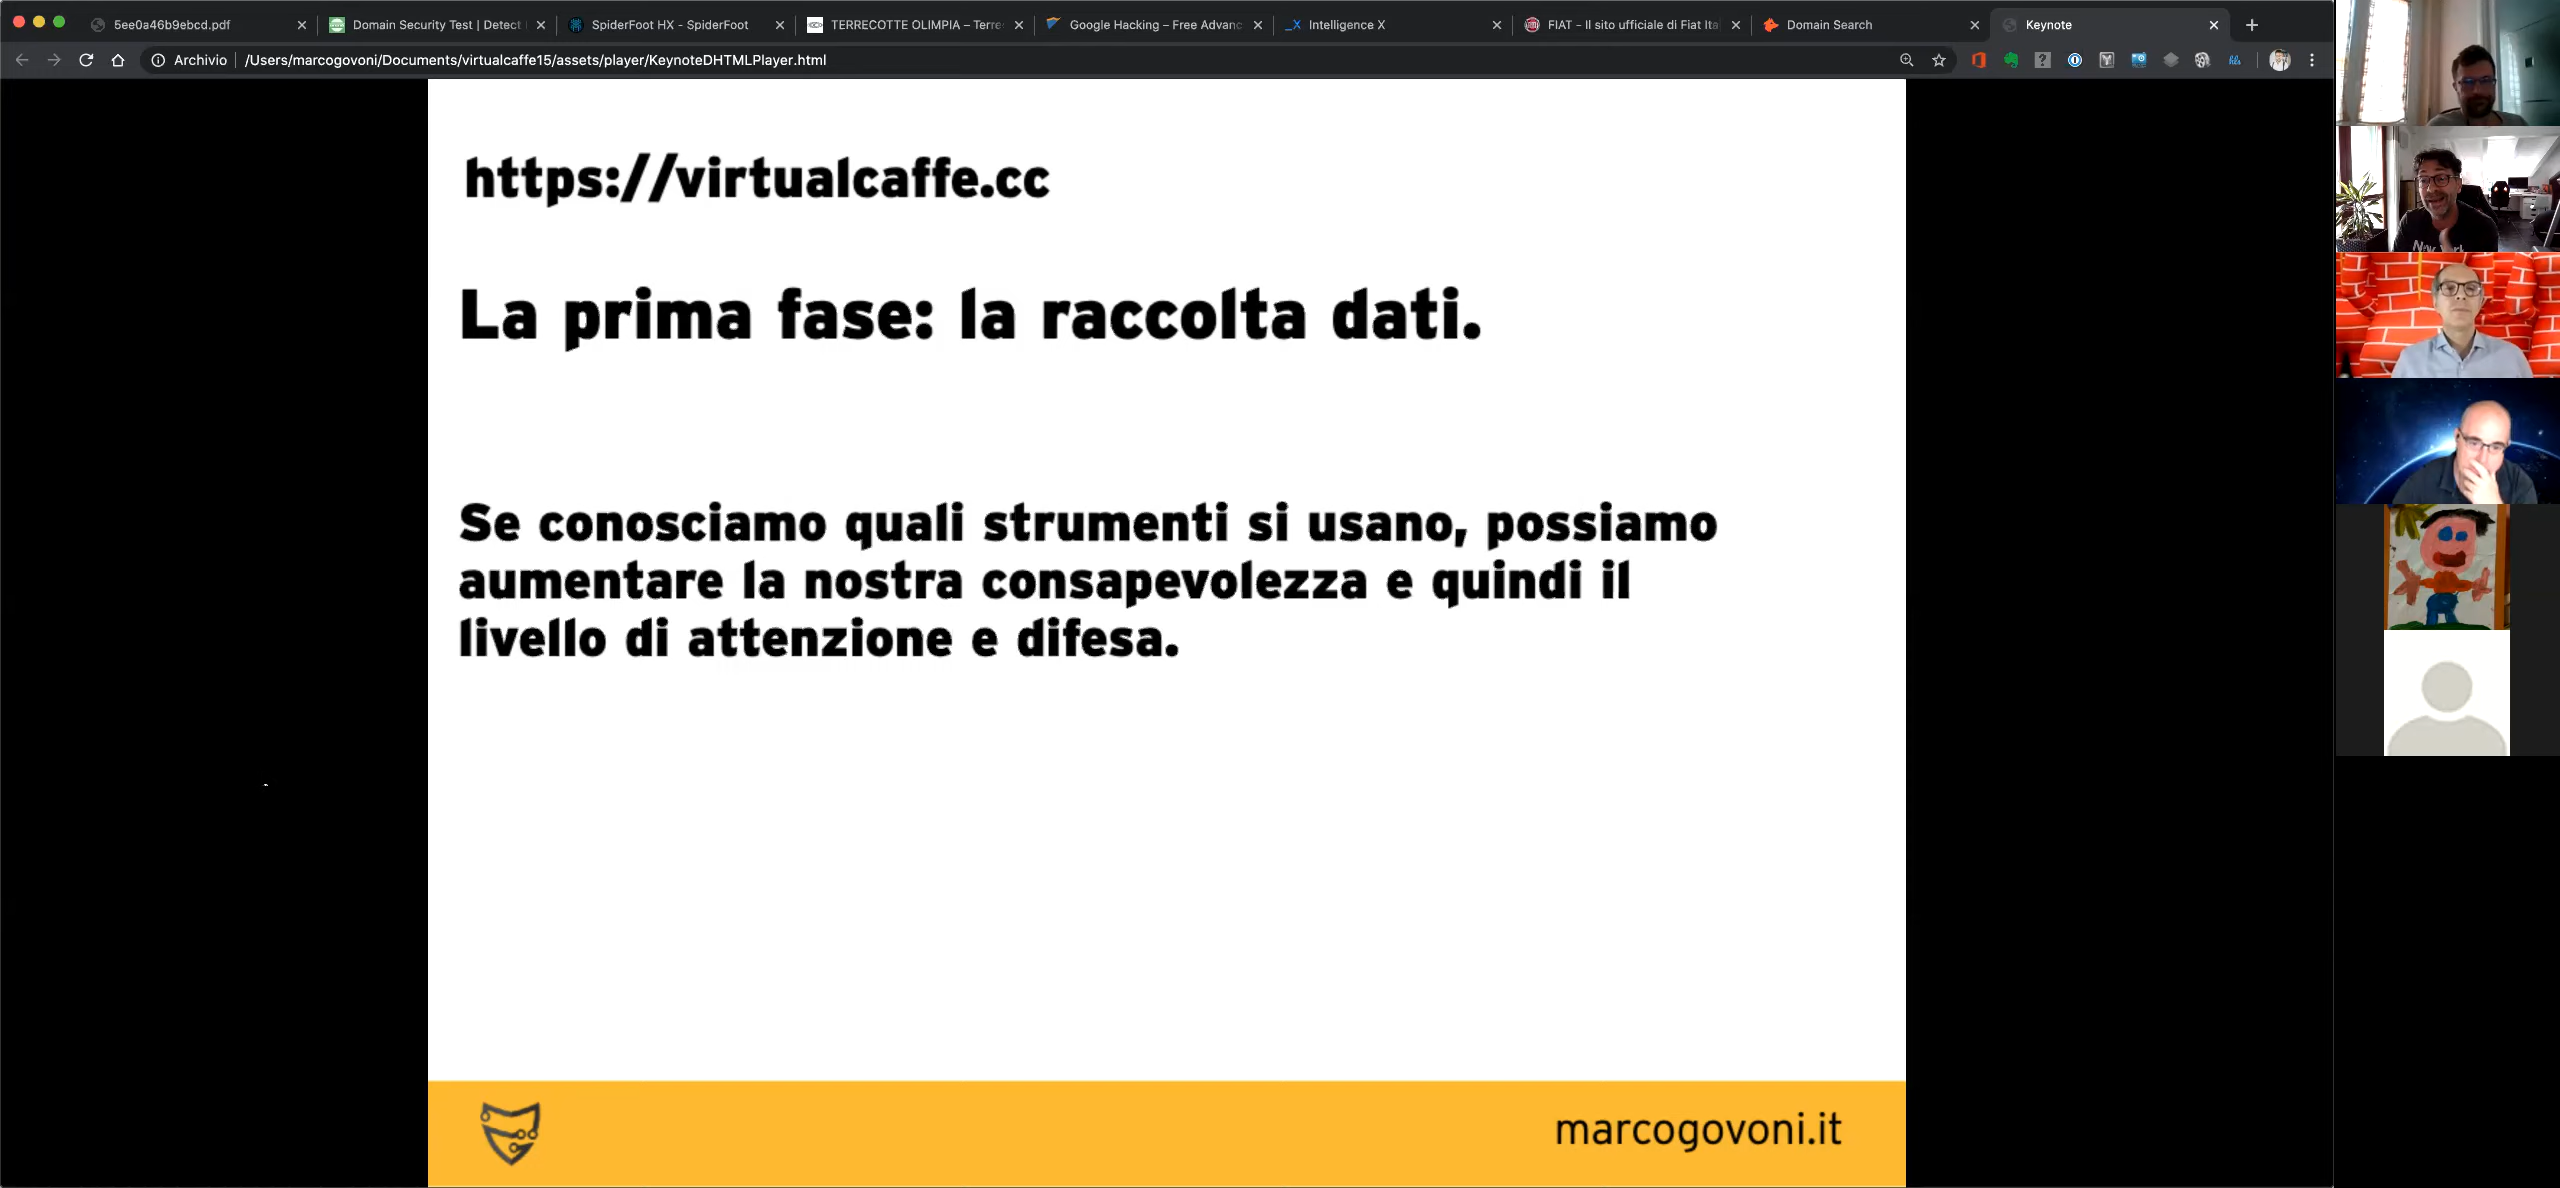 5ee0a46b9ebcd.pdf
Domain Security Test | Detect
SpiderFoot HX - SpiderFoot
TERRECOTTE OLIMPIA – Terre
Google Hacking – Free Advanc
Intelligence X
FIAT - Il sito ufficiale di Fiat Ita
Domain Search
Keynote
Archivio
/Users/marcogovoni/Documents/virtualcaffe15/assets/player/KeynoteDHTMLPlayer.html
https://virtualcaffe.cc
La prima fase: la raccolta dati.
Se conosciamo quali strumenti si usano, possiamo
aumentare la nostra consapevolezza e quindi il
livello di attenzione e difesa.
marcogovoni.it